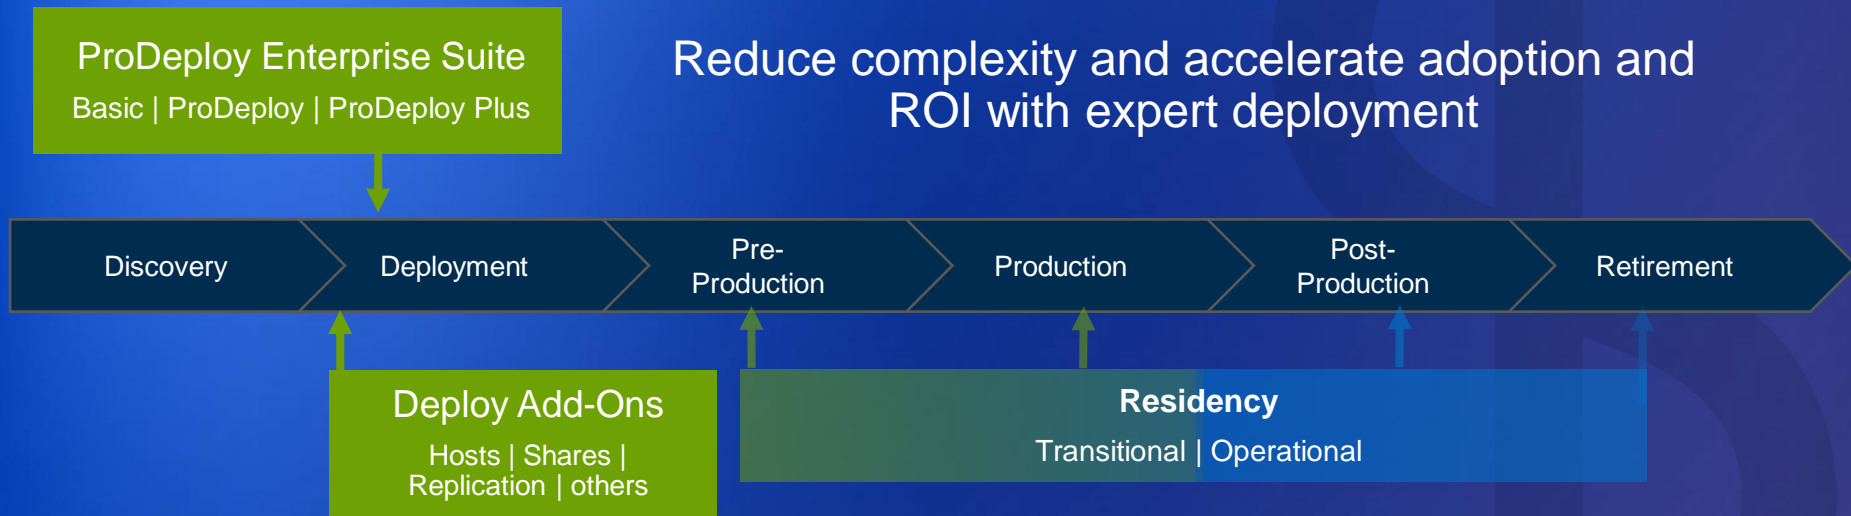 ProDeploy Enterprise Suite
Basic | ProDeploy | ProDeploy Plus
Reduce complexity and accelerate adoption and
ROI with expert deployment
Discovery
Deployment
Pre-
Production
Production
Post-
Production
Retirement
Deploy Add-Ons
Hosts | Shares |
Replication | others
Residency
Transitional | Operational